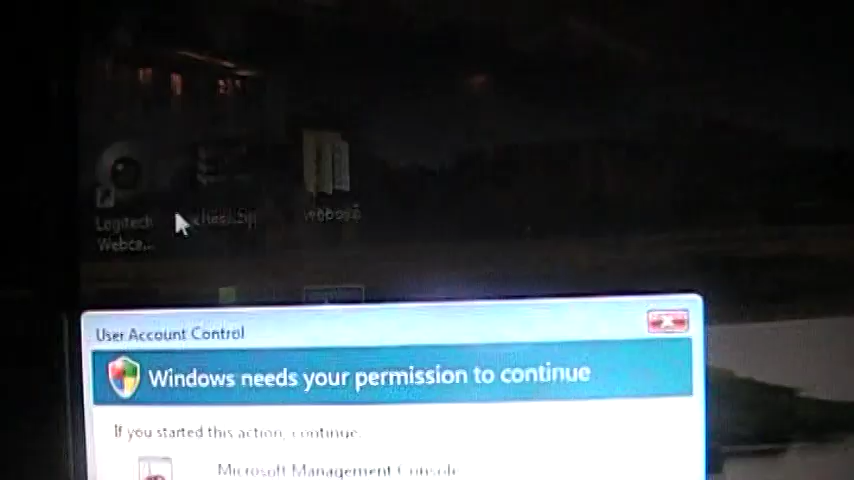 Logitech
Webca...
User Account Control
Windows needs your permission to continue
If you started this action, continue.
Microsoft Management Console